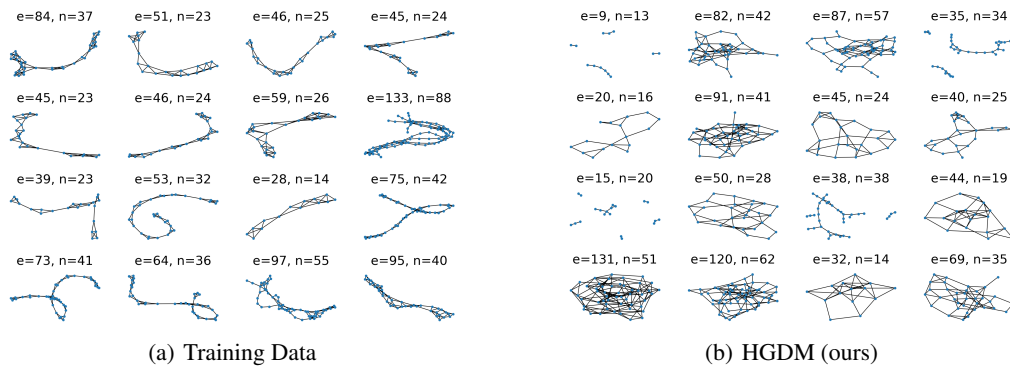 e=84, n=37 e=51, n=23 e=46, n=25 e=45, n=24
e=45, n=23 e=46, n=24 e=59, n=26 e=133, n=88
e=39, n=23 e=53, n=32 e=28, n=14 e=75, n=42
e=73, n=41 e=64, n=36 e=97, n=55 e=95, n=40
(a) Training Data
e=9, n=13 e=82, n=42 e=87, n=57 e=35, n=34
e=20, n=16 e=91, n=41 e=45, n=24 e=40, n=25
e=15, n=20 e=50, n=28 e=38, n=38 e=44, n=19
e=131, n=51 e=120, n=62 e=32, n=14 e=69, n=35
(b) HGDM (ours)